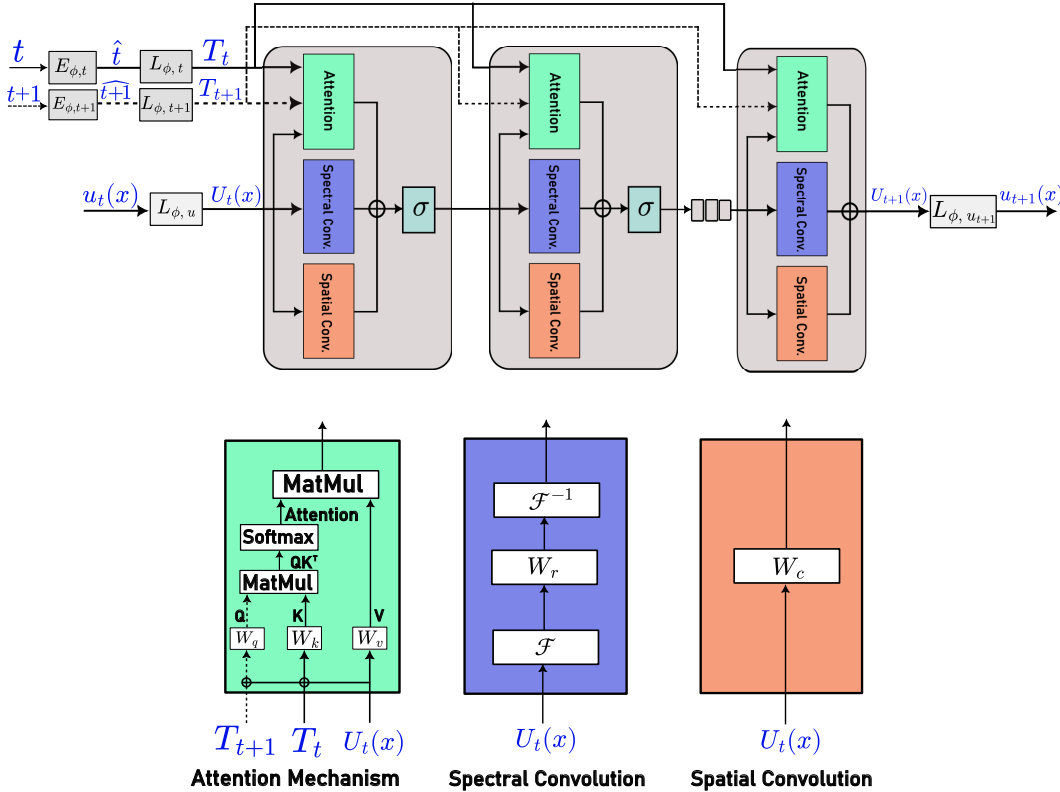 t E_{ϕ,t} \hat{t} L_{ϕ, t} T_t
t+1 E_{ϕ,t+1} \widehat{t+1} L_{ϕ, t+1} T_{t+1}
Attention Attention Attention
u_t(x) L_{ϕ, u} U_t(x) Spectral Conv. σ Spectral Conv. σ Spectral Conv. U_{t+1}(x) L_{ϕ, u_{t+1}} u_{t+1}(x)
Spatial Conv. Spatial Conv. Spatial Conv.
MatMul
Attention
Softmax
QKᵀ
MatMul
Q K V
W_q W_k W_v
T_{t+1} T_t U_t(x)
Attention Mechanism
ℱ⁻¹
W_r
ℱ
U_t(x)
Spectral Convolution
W_c
U_t(x)
Spatial Convolution